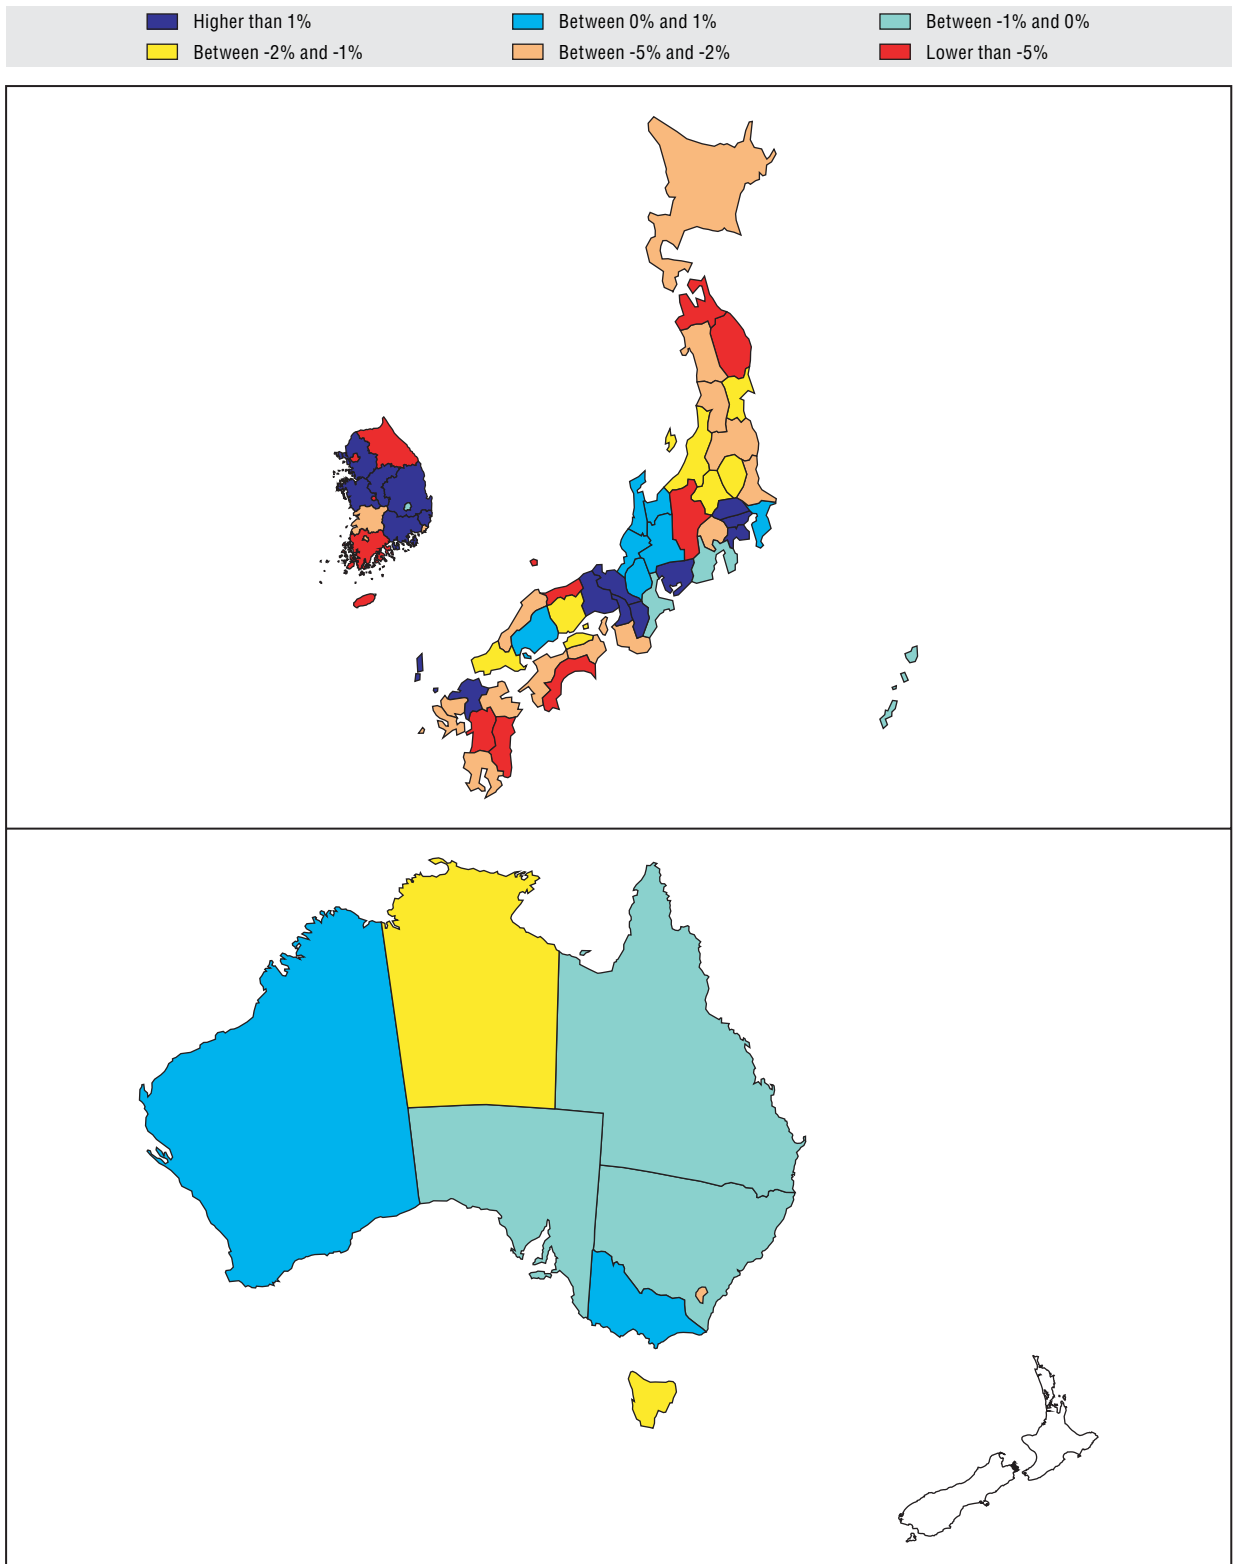 Higher than 1% Between 0% and 1% Between -1% and 0%
Between -2% and -1% Between -5% and -2% Lower than -5%